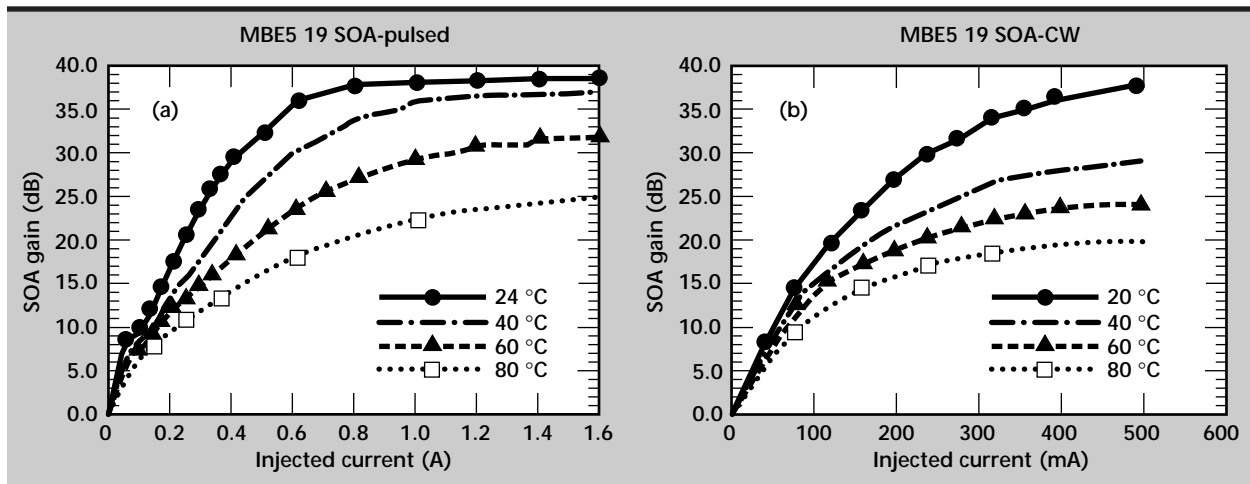 MBE5 19 SOA-pulsed
40.0
35.0
30.0
25.0
20.0
15.0
10.0
5.0
0.0
SOA gain (dB)
(a)
24 °C
40 °C
60 °C
80 °C
0 0.2 0.4 0.6 0.8 1.0 1.2 1.4 1.6
Injected current (A)
MBE5 19 SOA-CW
40.0
35.0
30.0
25.0
20.0
15.0
10.0
5.0
0.0
SOA gain (dB)
(b)
20 °C
40 °C
60 °C
80 °C
0 100 200 300 400 500 600
Injected current (mA)